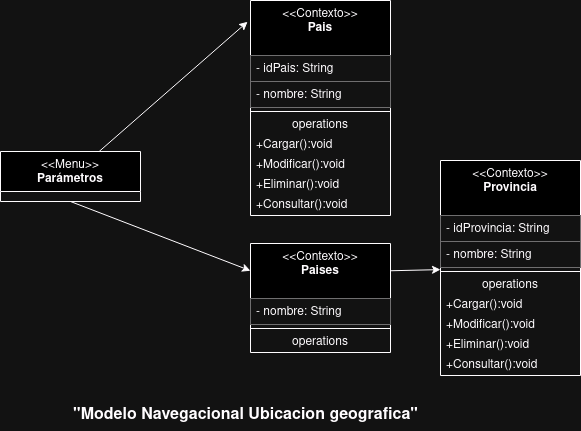 <<Contexto>>
Pais
- idPais: String
- nombre: String
operations
+Cargar():void
+Modificar():void
+Eliminar():void
+Consultar():void
<<Menu>>
Parámetros
<<Contexto>>
Paises
- nombre: String
operations
<<Contexto>>
Provincia
- idProvincia: String
- nombre: String
operations
+Cargar():void
+Modificar():void
+Eliminar():void
+Consultar():void
"Modelo Navegacional Ubicacion geografica"